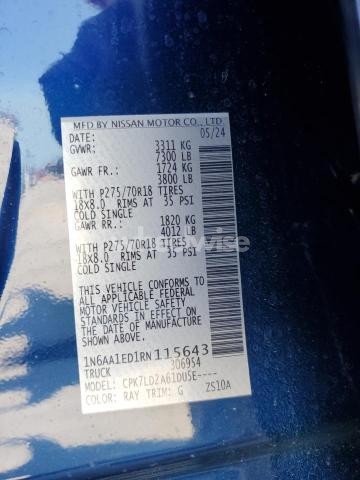 MFD BY NISSAN MOTOR CO., LTD
DATE: 05/24
GVWR: 3311 KG
7300 LB
GAWR FR.: 1724 KG
3800 LB
WITH P275/70R18 TIRES
18x8.0 RIMS AT 35 PSI
COLD SINGLE
GAWR RR.: 1820 KG
4012 LB
WITH P275/70R18 TIRES
18x8.0 RIMS AT 35 PSI
COLD SINGLE
THIS VEHICLE CONFORMS TO
ALL APPLICABLE FEDERAL
MOTOR VEHICLE SAFETY
STANDARDS IN EFFECT ON
THE DATE OF MANUFACTURE
SHOWN ABOVE.
1N6AA1ED1RN115643
TRUCK 306954
MODEL: CPK7LDZA61DUSE----
COLOR: RAY TRIM: G ZS10A